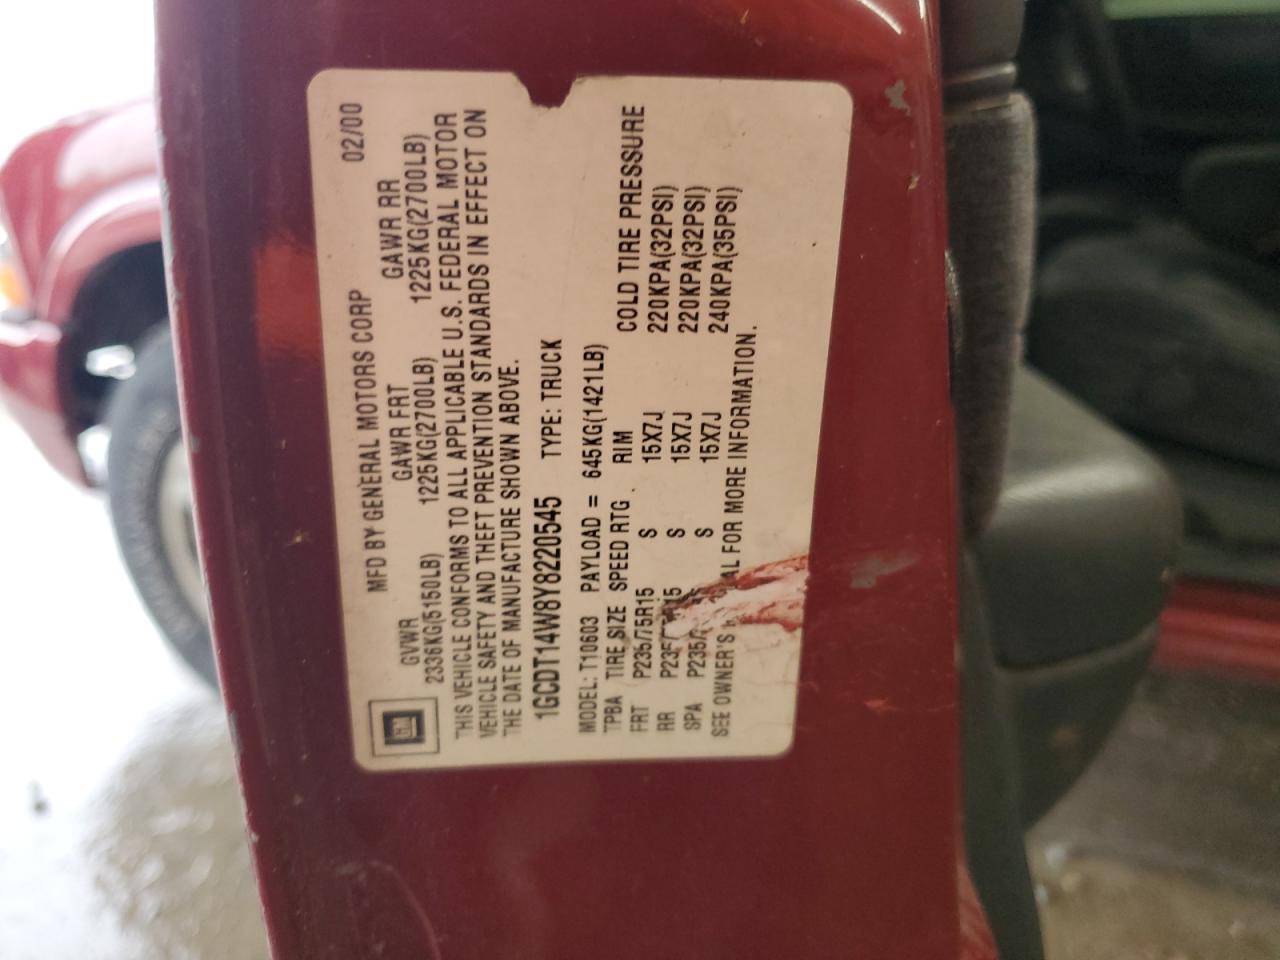 GM
MFD BY GENERAL MOTORS CORP 02/00
GVWR GAWR FRT GAWR RR
2336KG(5150LB) 1225KG(2700LB) 1225KG(2700LB)
THIS VEHICLE CONFORMS TO ALL APPLICABLE U.S. FEDERAL MOTOR
VEHICLE SAFETY AND THEFT PREVENTION STANDARDS IN EFFECT ON
THE DATE OF MANUFACTURE SHOWN ABOVE.
1GCDT14W8Y8220545 TYPE: TRUCK
MODEL: T10603 PAYLOAD = 645KG(1421LB)
TPBA TIRE SIZE SPEED RTG RIM COLD TIRE PRESSURE
FRT P235/75R15 S 15X7J 220KPA(32PSI)
RR S 15X7J 220KPA(32PSI)
SPA S 15X7J 240KPA(35PSI)
SEE OWNER'S FOR MORE INFORMATION.